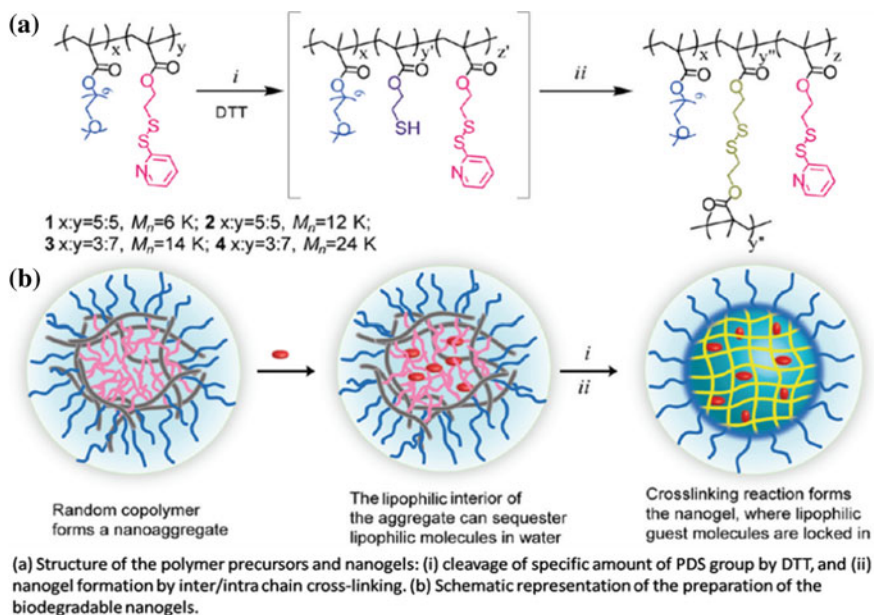 (a)
x y x y' z' x y'' z
i DTT ii
O O O O O O O O
O O O O O O O O
9 9 9
O SH O
S S S S S S S S
N N N
O
O
y''
1 x:y=5:5, Mn=6 K; 2 x:y=5:5, Mn=12 K;
3 x:y=3:7, Mn=14 K; 4 x:y=3:7, Mn=24 K
(b)
i
ii
Random copolymer
forms a nanoaggregate
The lipophilic interior of
the aggregate can sequester
lipophilic molecules in water
Crosslinking reaction forms
the nanogel, where lipophilic
guest molecules are locked in
(a) Structure of the polymer precursors and nanogels: (i) cleavage of specific amount of PDS group by DTT, and (ii)
nanogel formation by inter/intra chain cross-linking. (b) Schematic representation of the preparation of the
biodegradable nanogels.